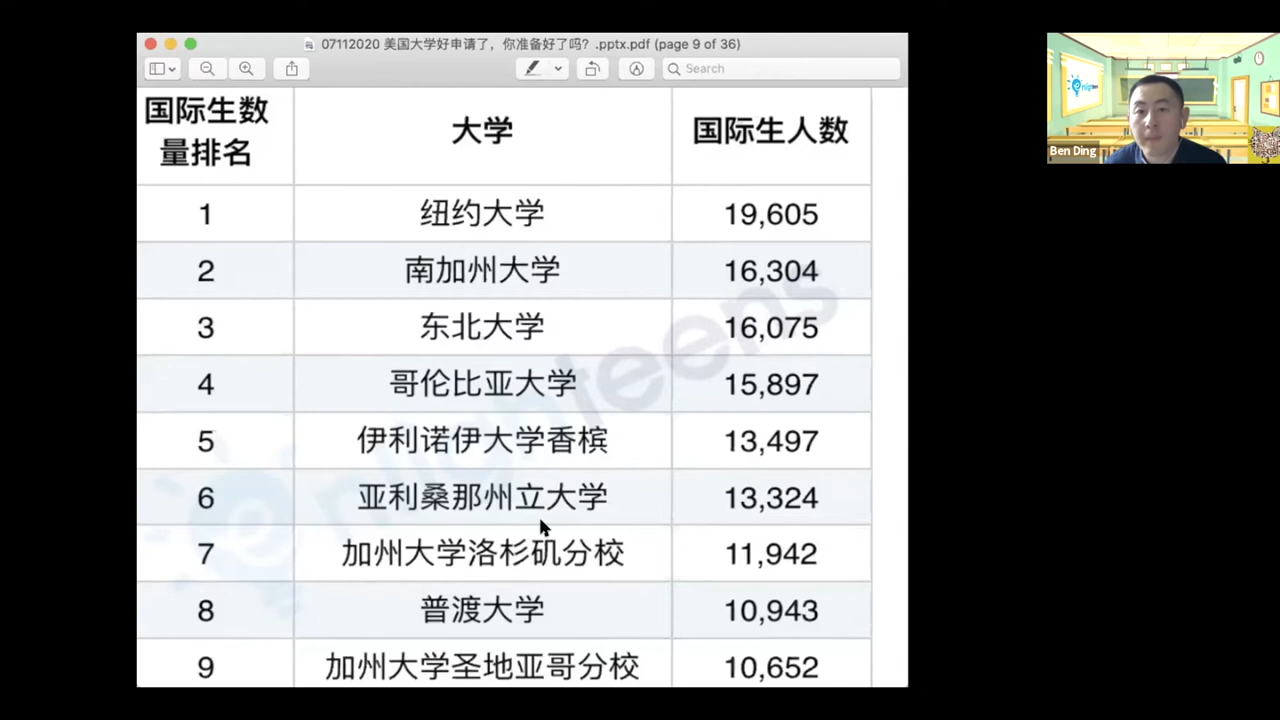 07112020 美国大学好申请了，你准备好了吗？.pptx.pdf (page 9 of 36)
Search
国际生数
量排名
大学
国际生人数
1 纽约大学 19,605
2 南加州大学 16,304
3 东北大学 16,075
4 哥伦比亚大学 15,897
5 伊利诺伊大学香槟 13,497
6 亚利桑那州立大学 13,324
7 加州大学洛杉矶分校 11,942
8 普渡大学 10,943
9 加州大学圣地亚哥分校 10,652
enlighteens
Ben Ding